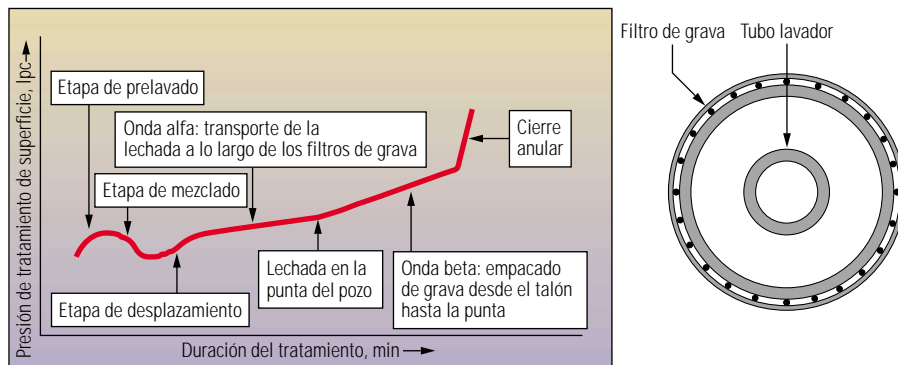 Presión de tratamiento de superficie, lpc
Etapa de prelavado
Onda alfa: transporte de la
lechada a lo largo de los filtros de grava
Cierre
anular
Etapa de mezclado
Lechada en la
punta del pozo
Onda beta: empacado
de grava desde el talón
hasta la punta
Etapa de desplazamiento
Duración del tratamiento, min
Filtro de grava
Tubo lavador